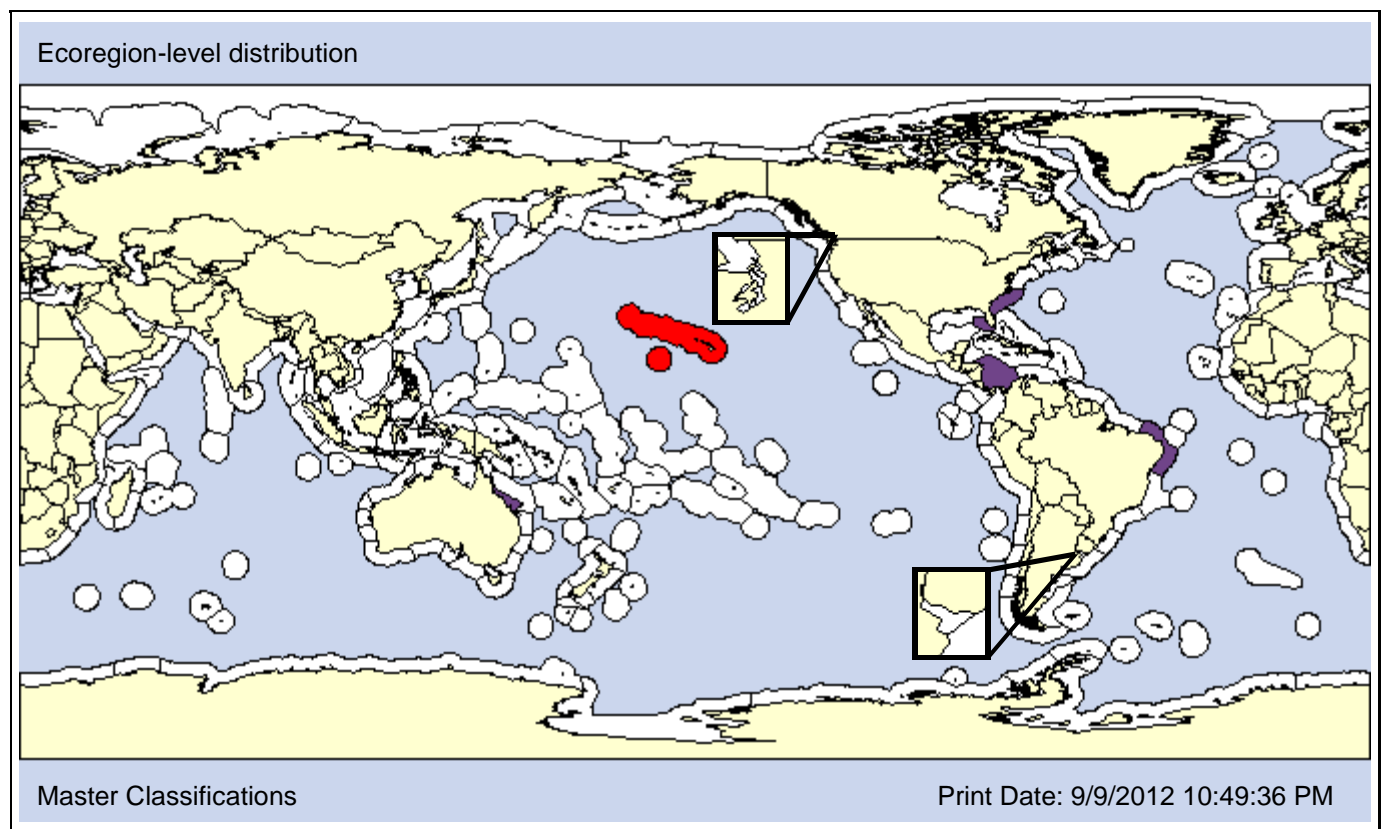 Ecoregion-level distribution
Master Classifications
Print Date: 9/9/2012 10:49:36 PM